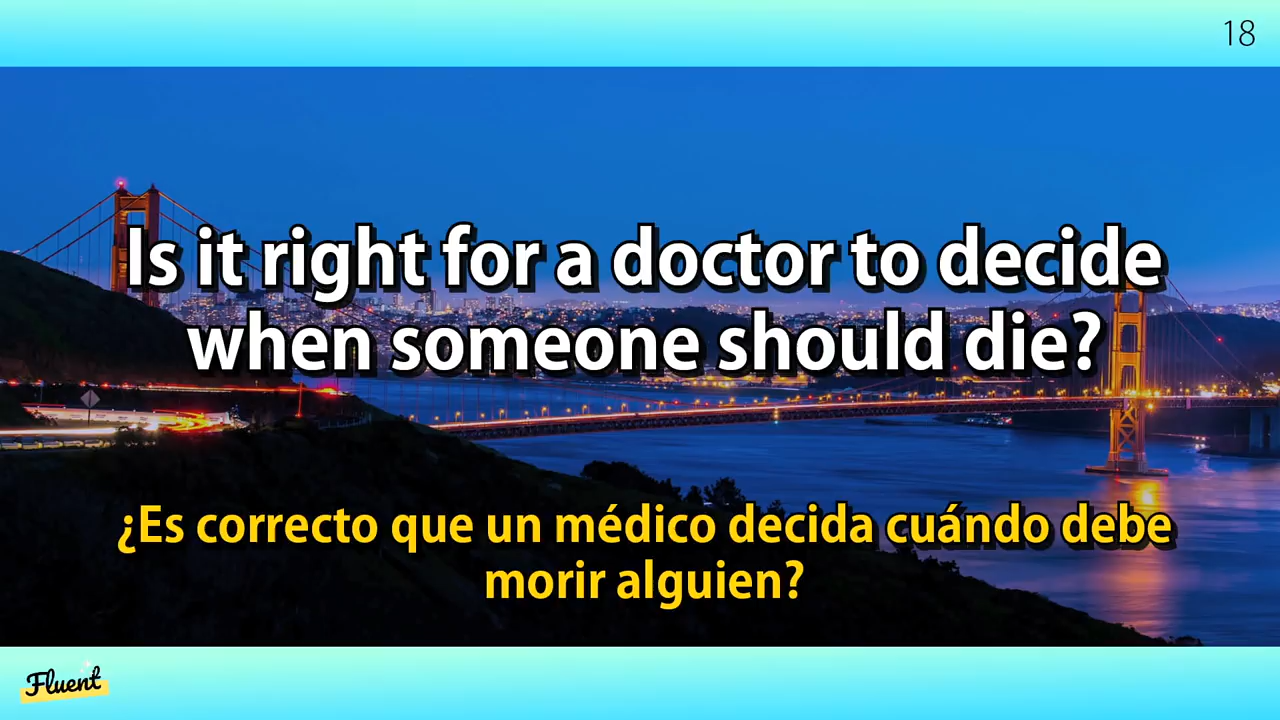 18
Is it right for a doctor to decide
when someone should die?
¿Es correcto que un médico decida cuándo debe
morir alguien?
Fluent